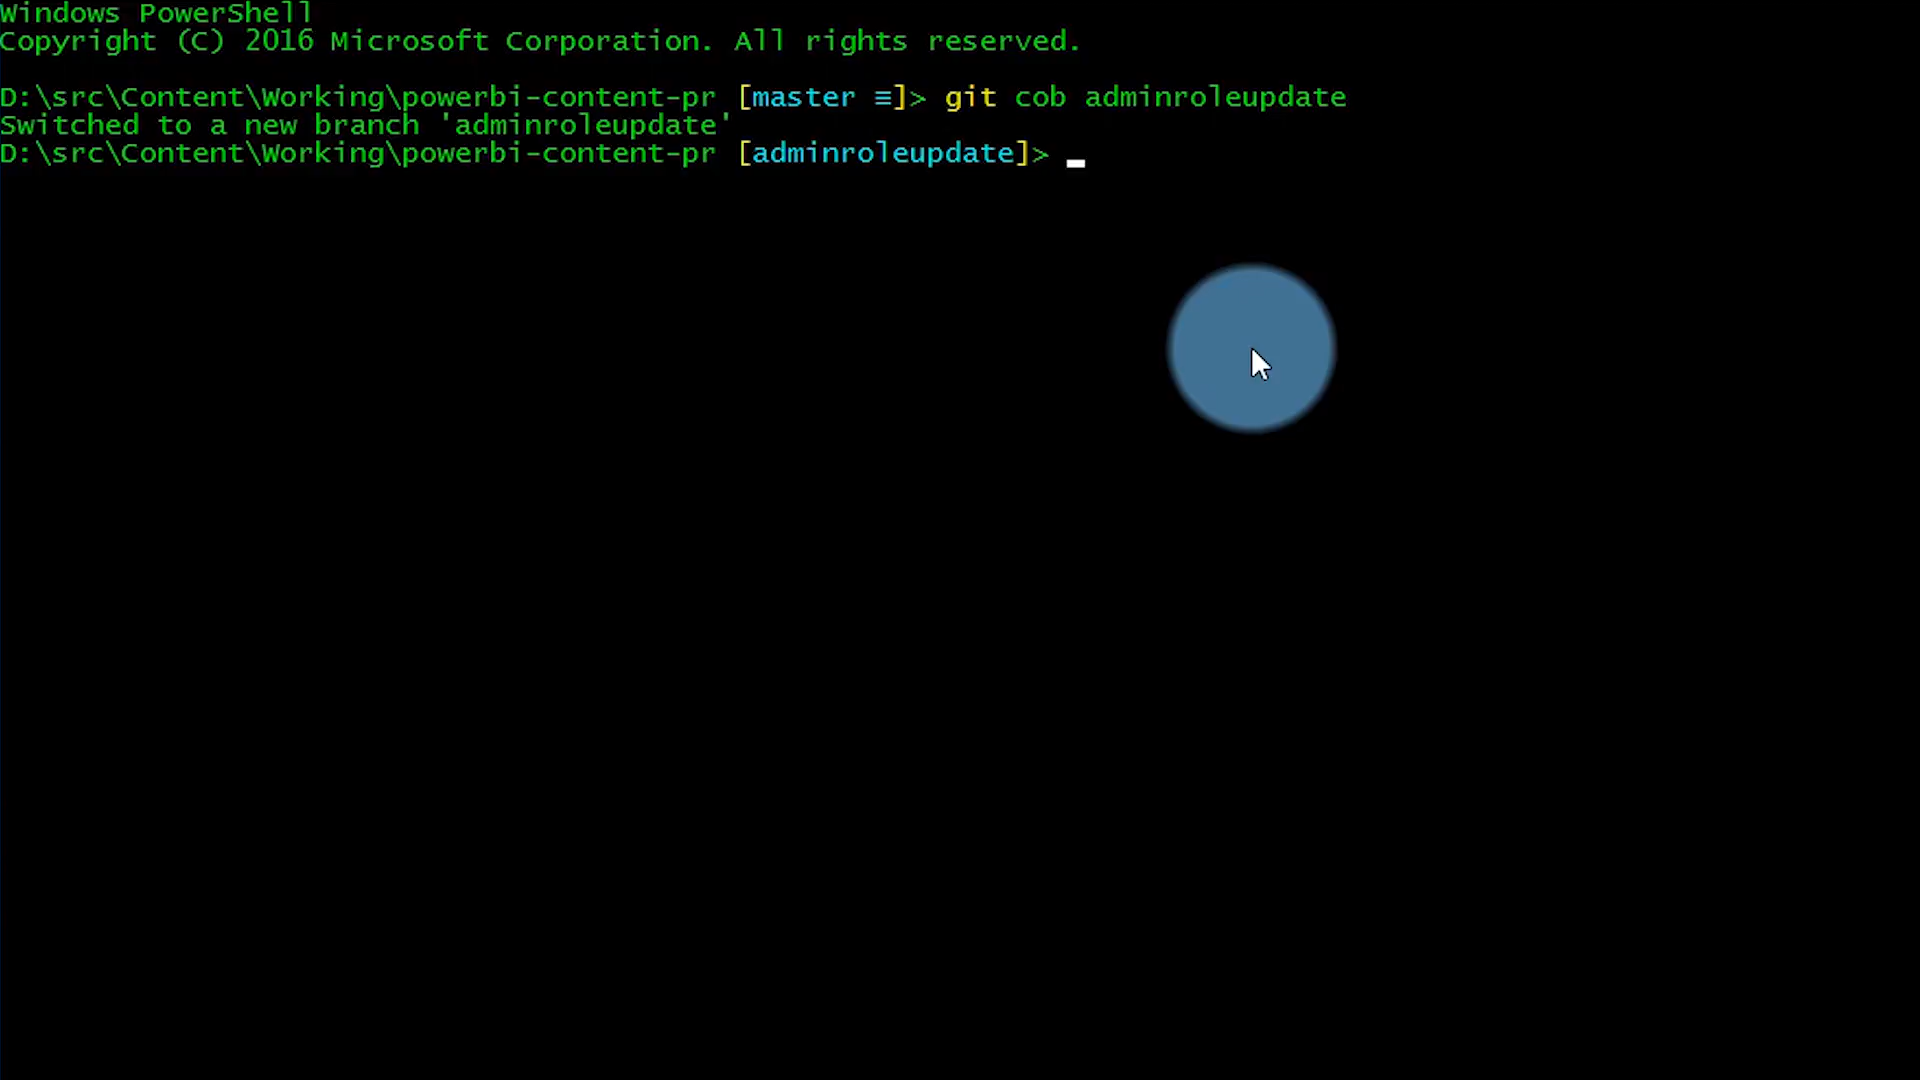 Windows PowerShell
Copyright (C) 2016 Microsoft Corporation. All rights reserved.
D:\src\Content\Working\powerbi-content-pr [master ≡]> git cob adminroleupdate
Switched to a new branch 'adminroleupdate'
D:\src\Content\Working\powerbi-content-pr [adminroleupdate]> _